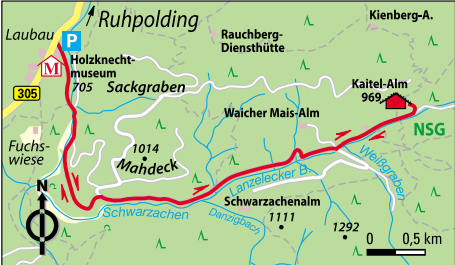 Ruhpolding
Kienberg-A.
Laubau
P
Rauchberg-
Diensthütte
M
Holzknecht-
museum
705
Sackgraben
Kaitel-Alm
969
305
Waicher Mais-Alm
NSG
Fuchs-
wiese
1014
Mahdeck
Weißgraben
Lanzelecker B.
N
Schwarzachen
Schwarzachenalm
Danzigbach
1111
1292
0
0,5 km